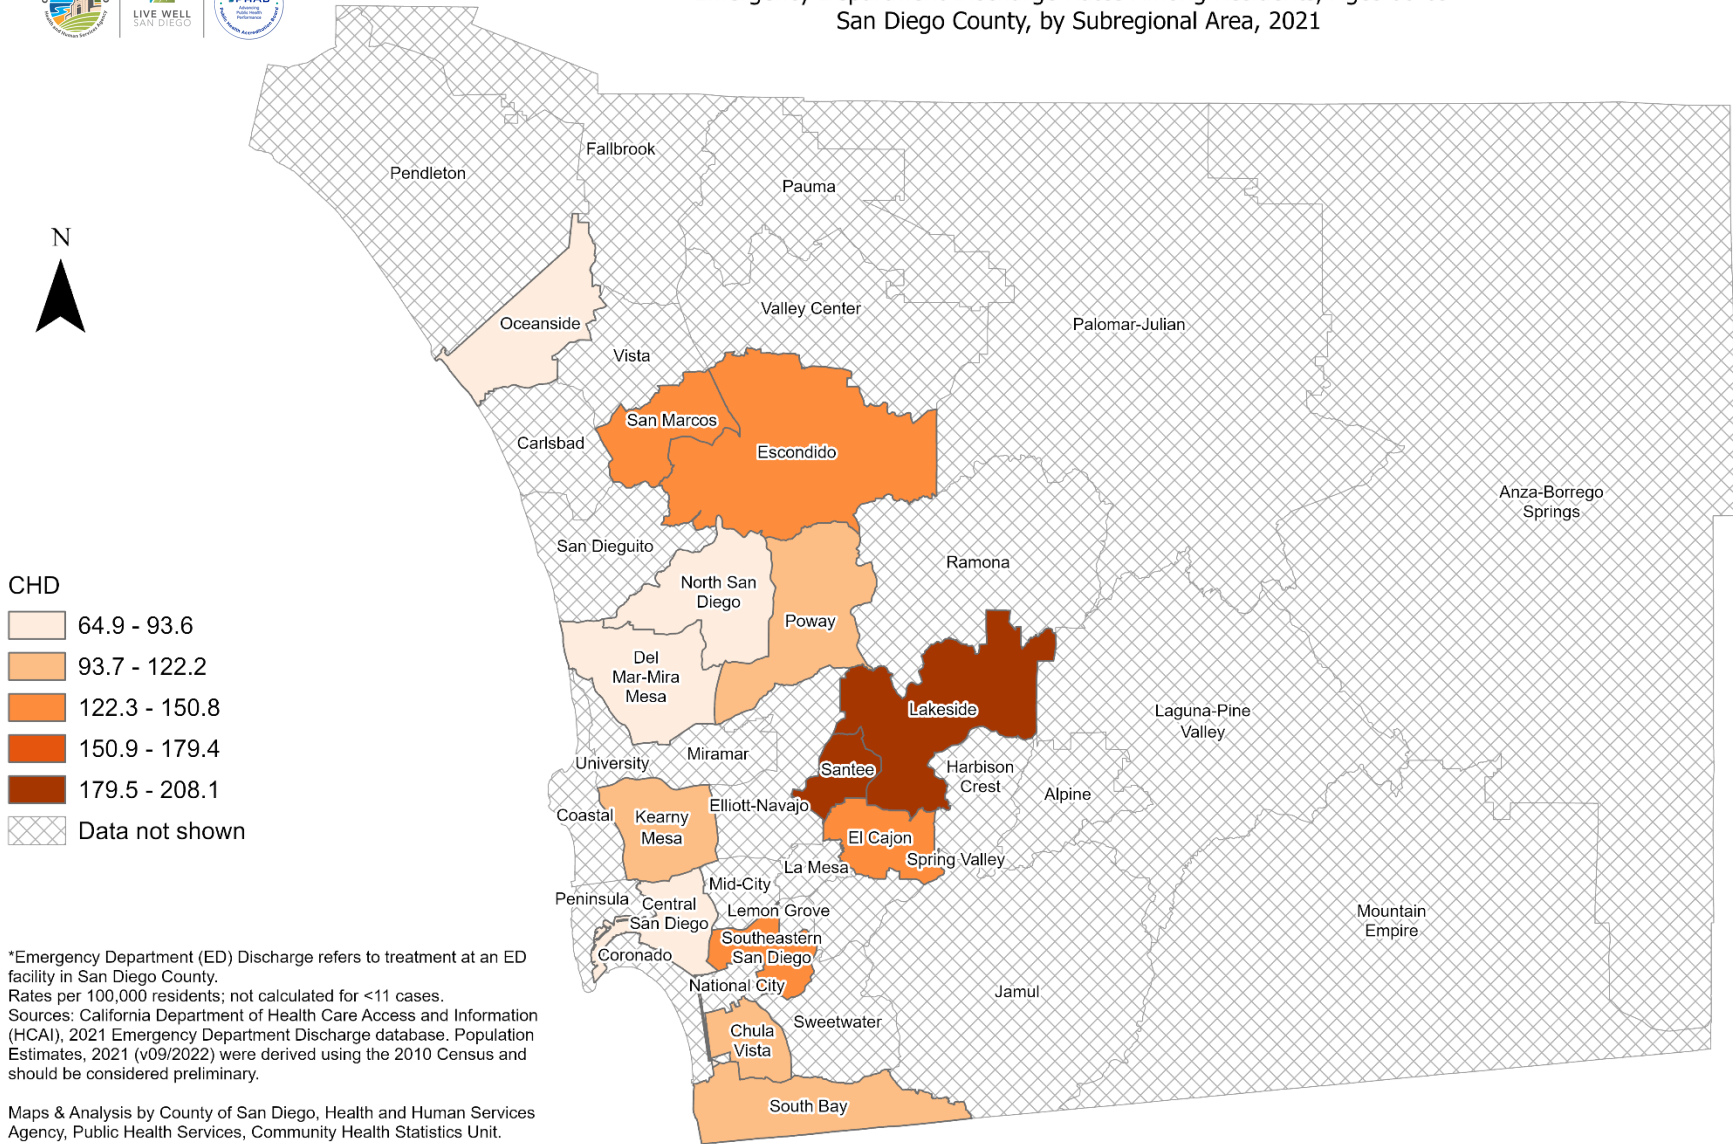 San Diego County, by Subregional Area, 2021
LIVE WELL
SAN DIEGO
N
Pendleton
Fallbrook
Pauma
Oceanside
Valley Center
Palomar-Julian
Vista
San Marcos
Carlsbad
Escondido
Anza-Borrego
Springs
San Dieguito
Ramona
North San
Diego
Poway
Del
Mar-Mira
Mesa
Lakeside
Laguna-Pine
Valley
Miramar
University
Santee
Harbison
Crest
Alpine
Coastal
Kearny
Mesa
Elliott-Navajo
El Cajon
La Mesa
Spring Valley
Mid-City
Peninsula
Central
San Diego
Lemon Grove
Mountain
Empire
Southeastern
San Diego
Coronado
National City
Jamul
Sweetwater
Chula
Vista
South Bay
CHD
64.9 - 93.6
93.7 - 122.2
122.3 - 150.8
150.9 - 179.4
179.5 - 208.1
Data not shown
*Emergency Department (ED) Discharge refers to treatment at an ED
facility in San Diego County.
Rates per 100,000 residents; not calculated for <11 cases.
Sources: California Department of Health Care Access and Information
(HCAI), 2021 Emergency Department Discharge database. Population
Estimates, 2021 (v09/2022) were derived using the 2010 Census and
should be considered preliminary.
Maps & Analysis by County of San Diego, Health and Human Services
Agency, Public Health Services, Community Health Statistics Unit.